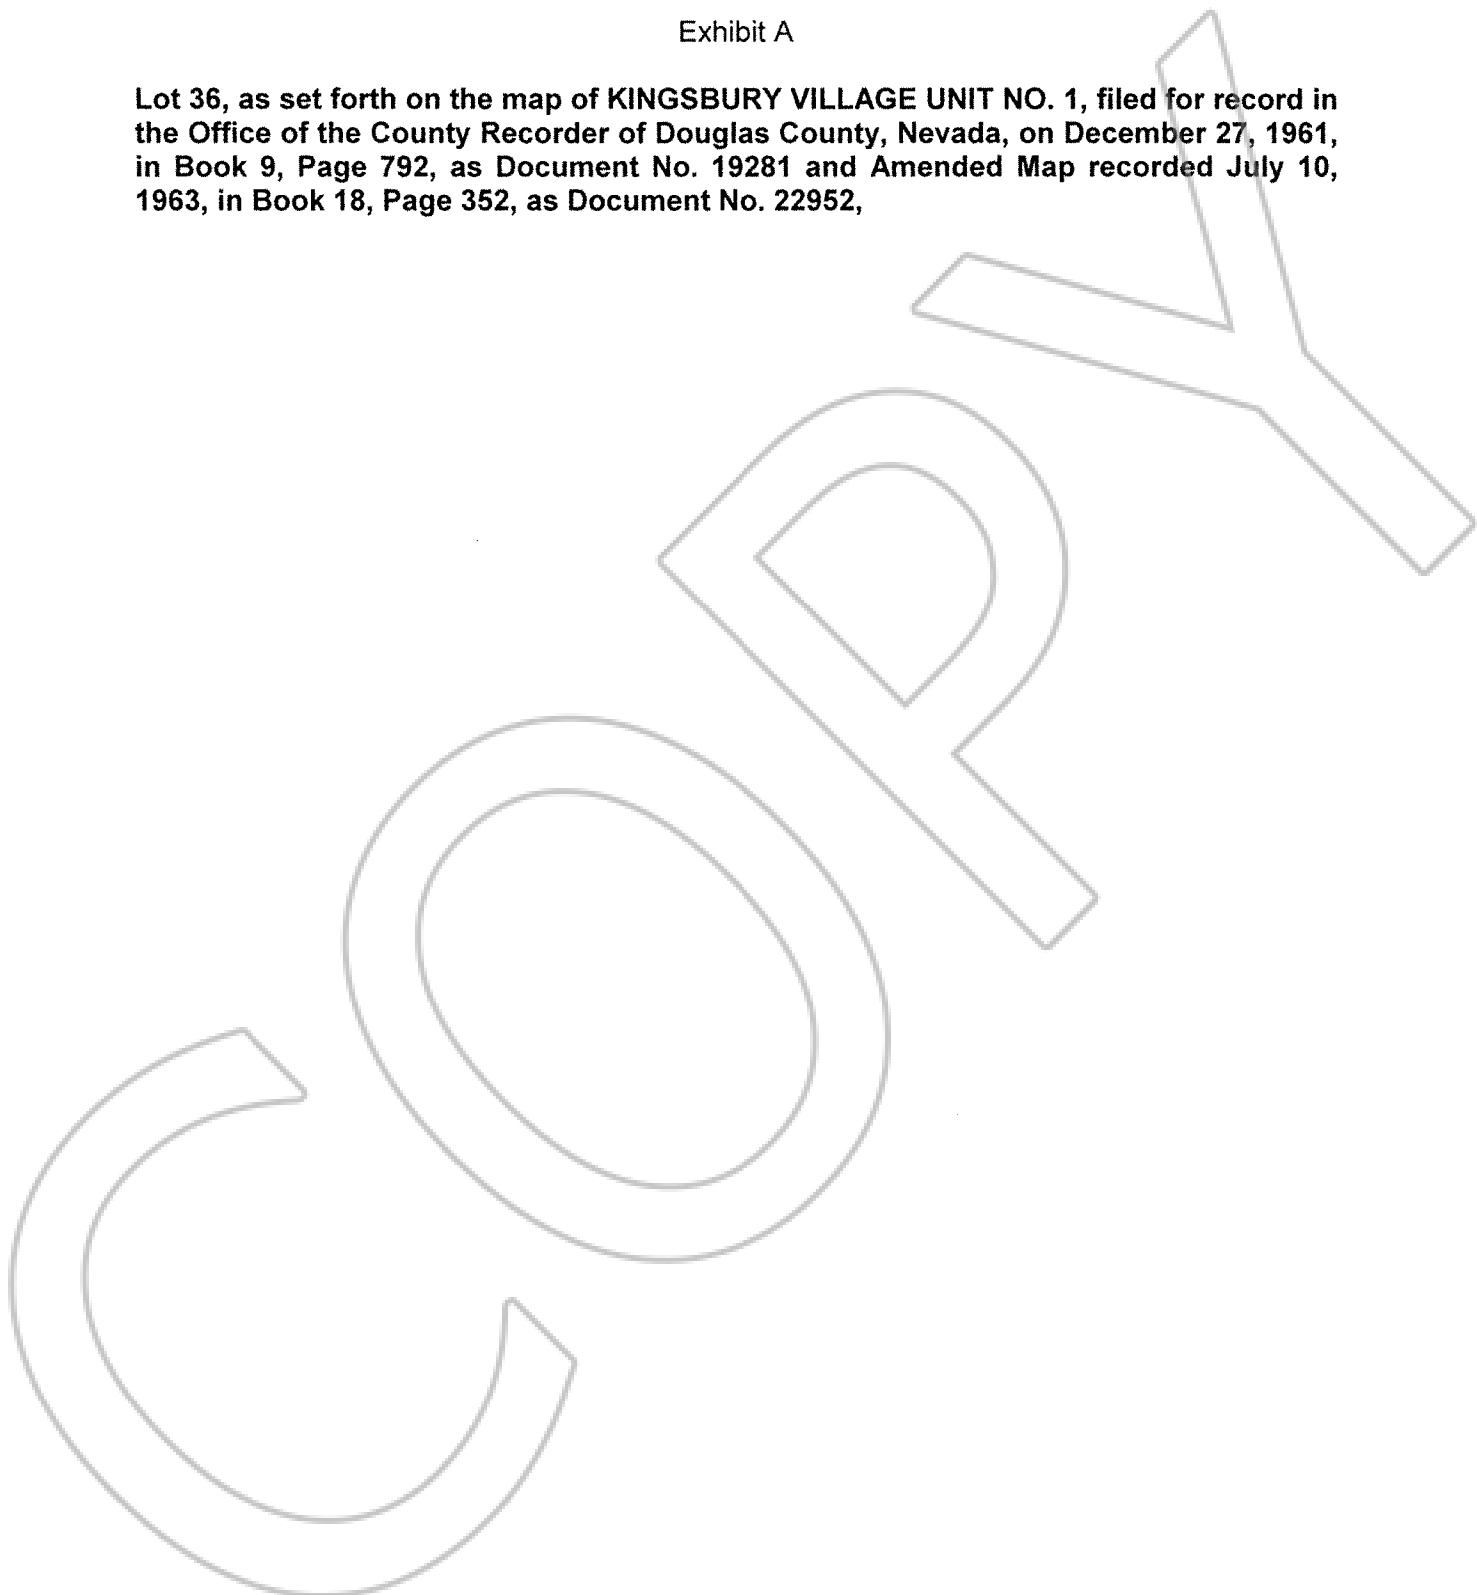 Exhibit A
Lot 36, as set forth on the map of KINGSBURY VILLAGE UNIT NO. 1, filed for record in
the Office of the County Recorder of Douglas County, Nevada, on December 27, 1961,
in Book 9, Page 792, as Document No. 19281 and Amended Map recorded July 10,
1963, in Book 18, Page 352, as Document No. 22952,
COPY